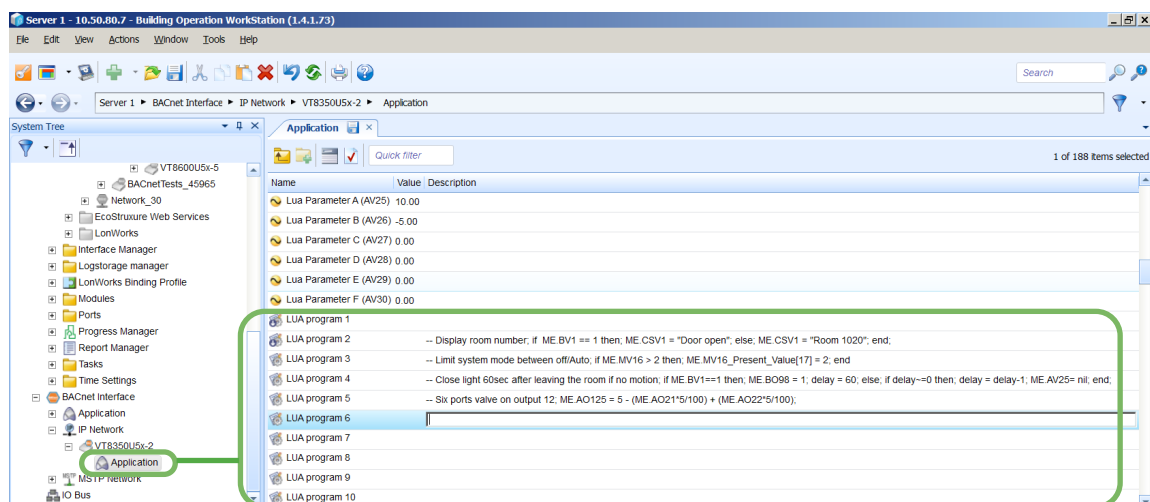 Server 1 - 10.50.80.7 - Building Operation WorkStation (1.4.1.73)
File Edit View Actions Window Tools Help
Search
Server 1 ▶ BACnet Interface ▶ IP Network ▶ VT8350U5x-2 ▶ Application
System Tree
Application
Quick filter
1 of 188 items selected
VT8600U5x-5
BACnetTests_45965
Network_30
EcoStruxure Web Services
LonWorks
Interface Manager
Logstorage manager
LonWorks Binding Profile
Modules
Ports
Progress Manager
Report Manager
Tasks
Time Settings
BACnet Interface
Application
IP Network
VT8350U5x-2
Application
MSTP Network
IO Bus
Name Value Description
Lua Parameter A (AV25) 10.00
Lua Parameter B (AV26) -5.00
Lua Parameter C (AV27) 0.00
Lua Parameter D (AV28) 0.00
Lua Parameter E (AV29) 0.00
Lua Parameter F (AV30) 0.00
LUA program 1
LUA program 2 -- Display room number; if ME.BV1 == 1 then; ME.CSV1 = "Door open"; else; ME.CSV1 = "Room 1020"; end;
LUA program 3 -- Limit system mode between off/Auto; if ME.MV16 > 2 then; ME.MV16_Present_Value[17] = 2; end
LUA program 4 -- Close light 60sec after leaving the room if no motion; if ME.BV1==1 then; ME.BO98 = 1; delay = 60; else; if delay~=0 then; delay = delay-1; ME.AV25= nil; end;
LUA program 5 -- Six ports valve on output 12; ME.AO125 = 5 - (ME.AO21*5/100) + (ME.AO22*5/100);
LUA program 6
LUA program 7
LUA program 8
LUA program 9
LUA program 10